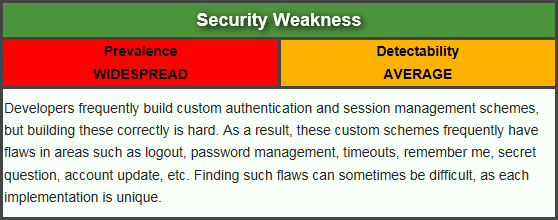 Security Weakness
Prevalence
WIDESPREAD
Detectability
AVERAGE
Developers frequently build custom authentication and session management schemes,
but building these correctly is hard. As a result, these custom schemes frequently have
flaws in areas such as logout, password management, timeouts, remember me, secret
question, account update, etc. Finding such flaws can sometimes be difficult, as each
implementation is unique.